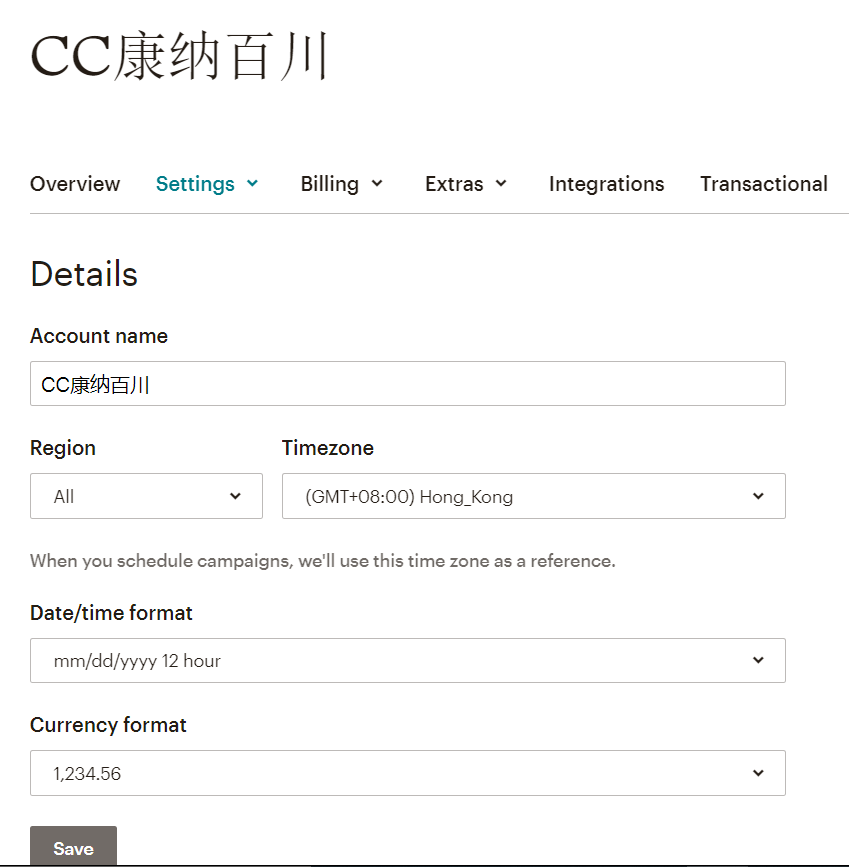 CC康纳百川
Overview Settings Billing Extras Integrations Transactional
Details
Account name
CC康纳百川
Region Timezone
All (GMT+08:00) Hong_Kong
When you schedule campaigns, we'll use this time zone as a reference.
Date/time format
mm/dd/yyyy 12 hour
Currency format
1,234.56
Save